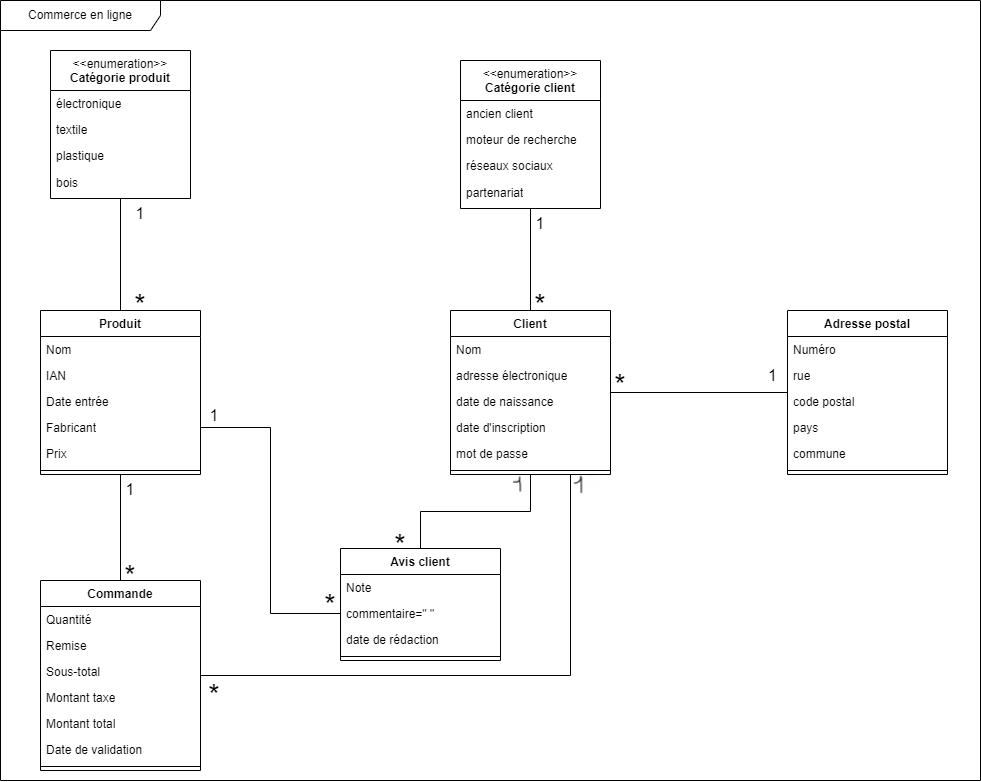 Commerce en ligne
<<enumeration>>
Catégorie produit
électronique
textile
plastique
bois
1
*
<<enumeration>>
Catégorie client
ancien client
moteur de recherche
réseaux sociaux
partenariat
1
*
Produit
Nom
IAN
Date entrée
Fabricant
Prix
1
1
*
Client
Nom
adresse électronique
date de naissance
date d'inscription
mot de passe
*
1
1
1
Adresse postal
Numéro
rue
code postal
pays
commune
*
*
Avis client
Note
commentaire=" "
date de rédaction
Commande
Quantité
Remise
Sous-total
Montant taxe
Montant total
Date de validation
*